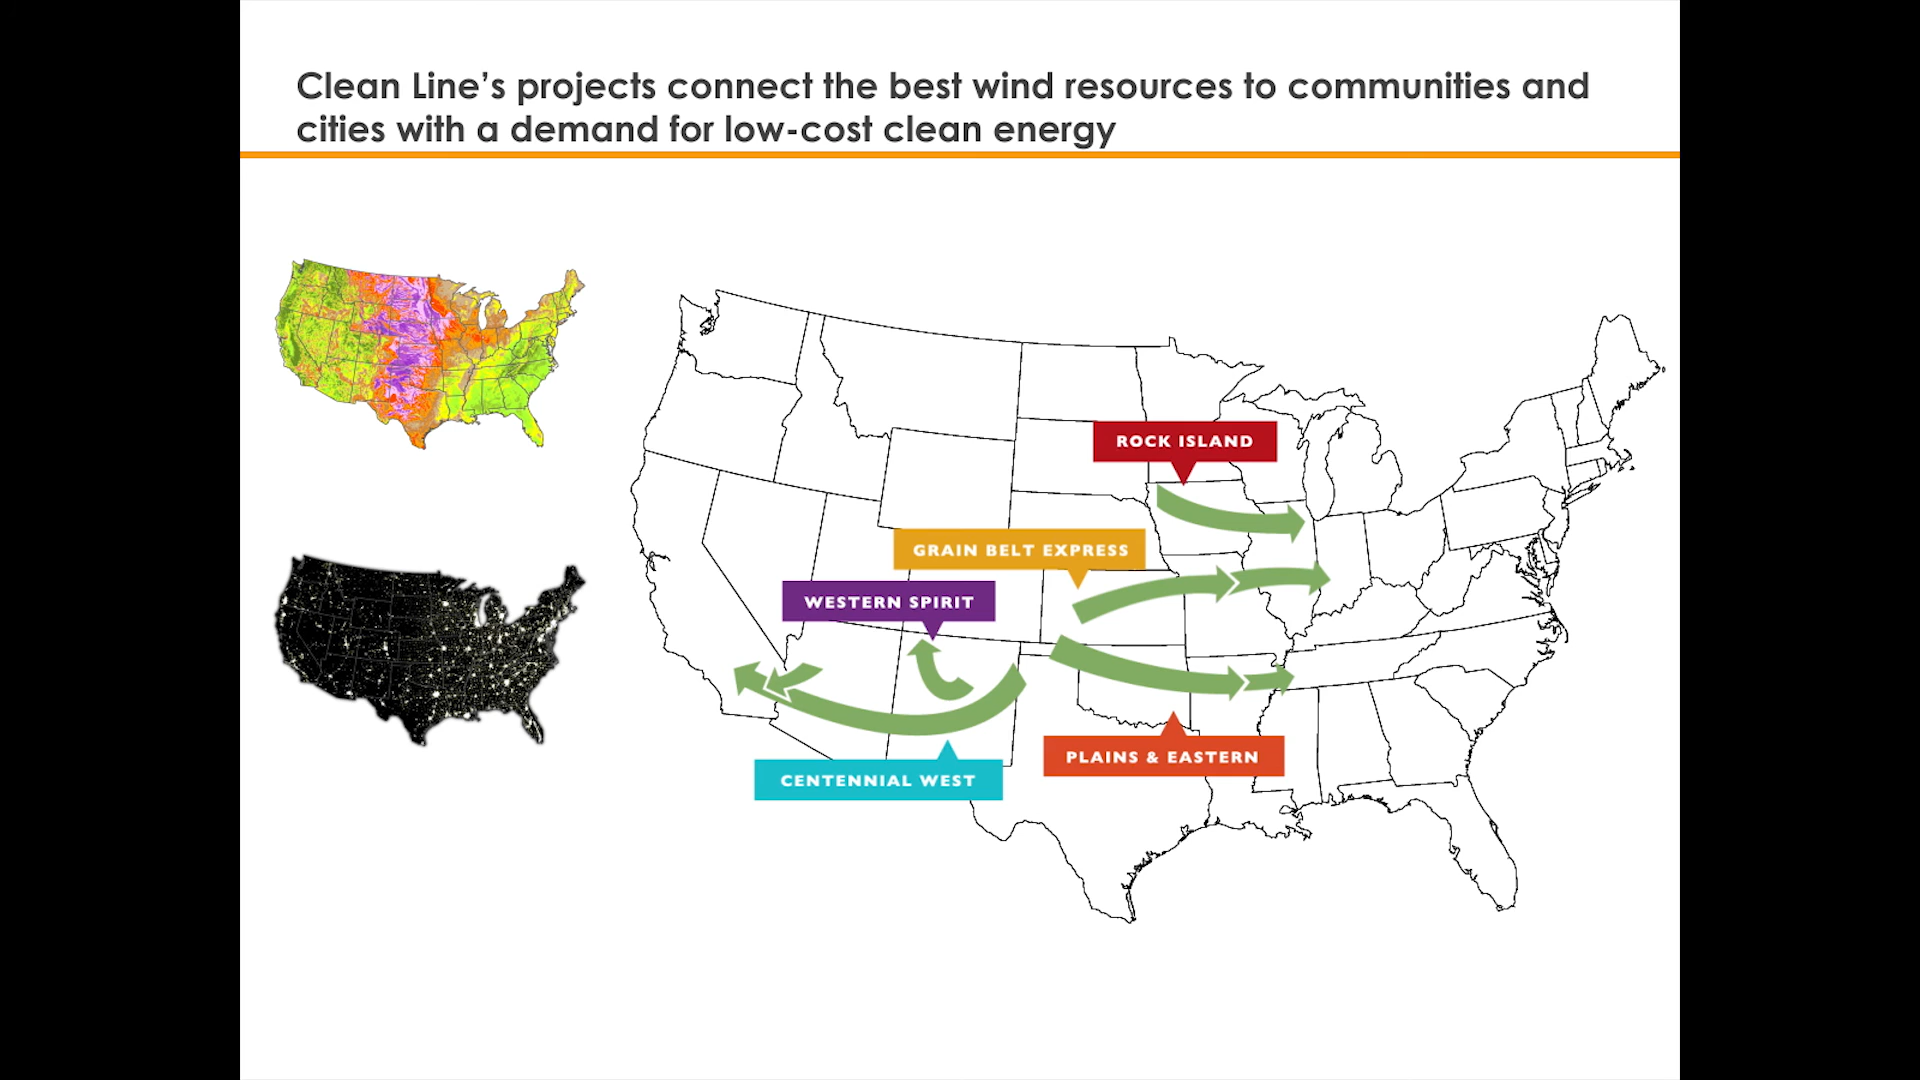 Clean Line’s projects connect the best wind resources to communities and
cities with a demand for low-cost clean energy
ROCK ISLAND
GRAIN BELT EXPRESS
WESTERN SPIRIT
PLAINS & EASTERN
CENTENNIAL WEST